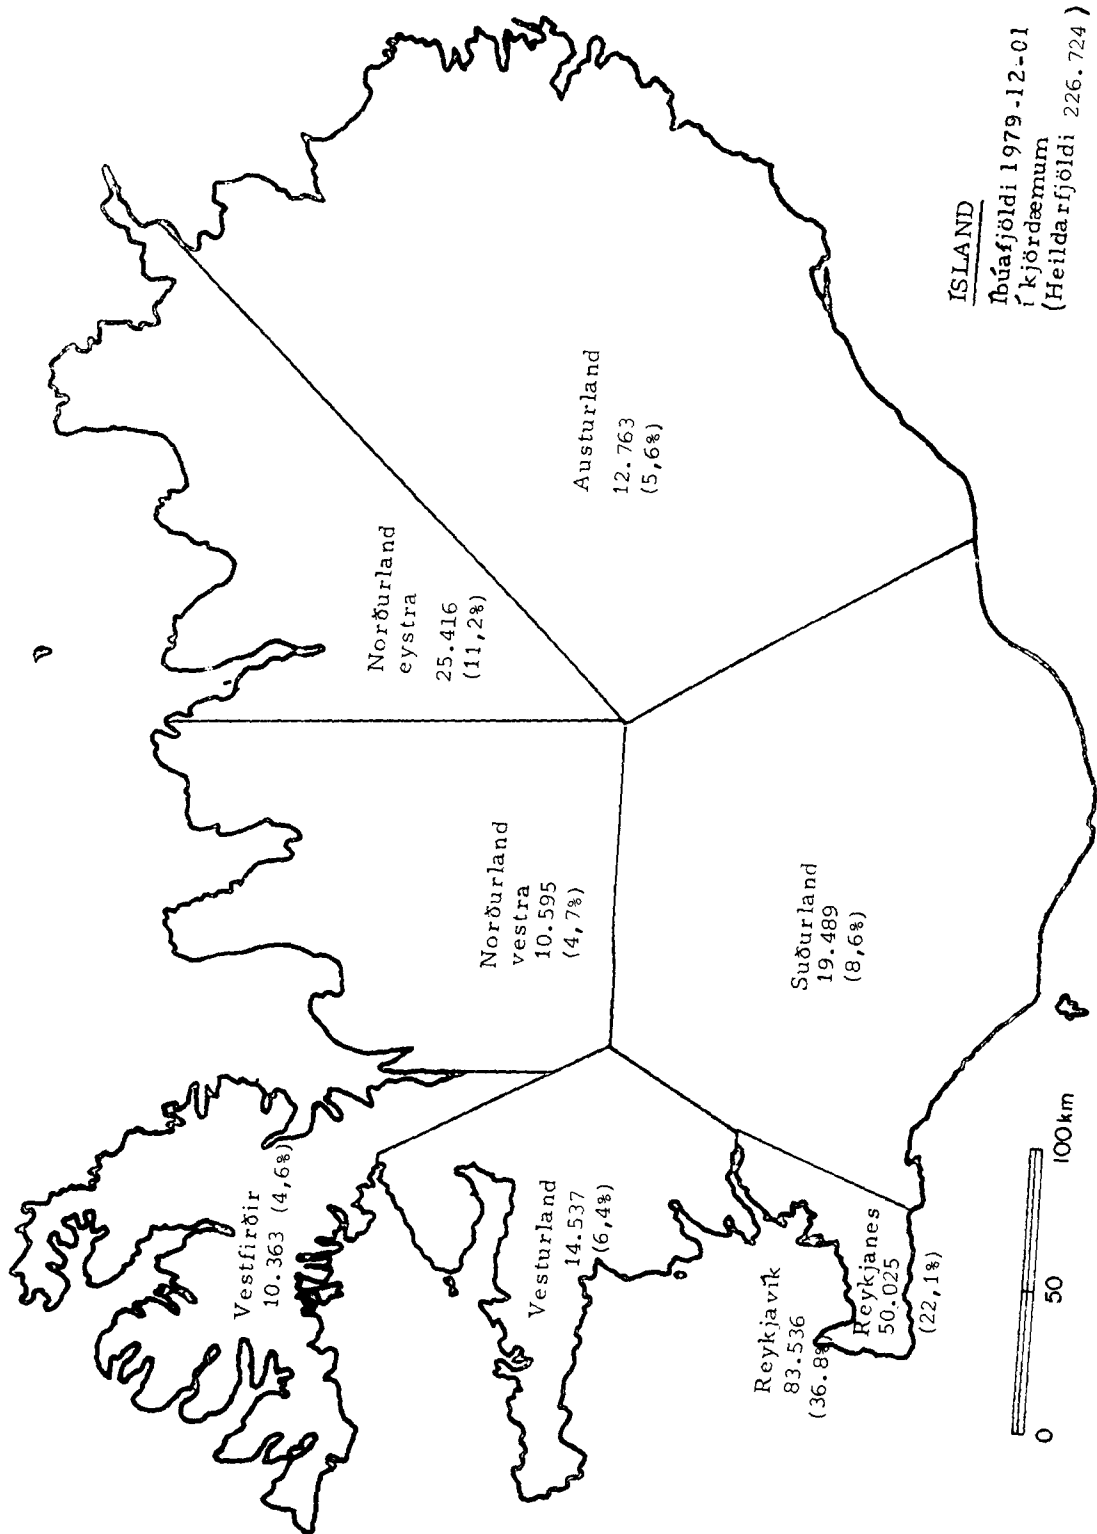 Vestfirðir
10.363 (4,6%)
Norðurland
vestra
10.595
(4,7%)
Norðurland
eystra
25.416
(11,2%)
Austurland
12.763
(5,6%)
Vesturland
14.537
(6,4%)
Suðurland
19.489
(8,6%)
Reykjavík
83.536
(36.8%)
Reykjanes
50.025
(22,1%)
0 50 100km
ÍSLAND
Íbúafjöldi 1979-12-01
í kjördæmum
(Heildarfjöldi 226.724)